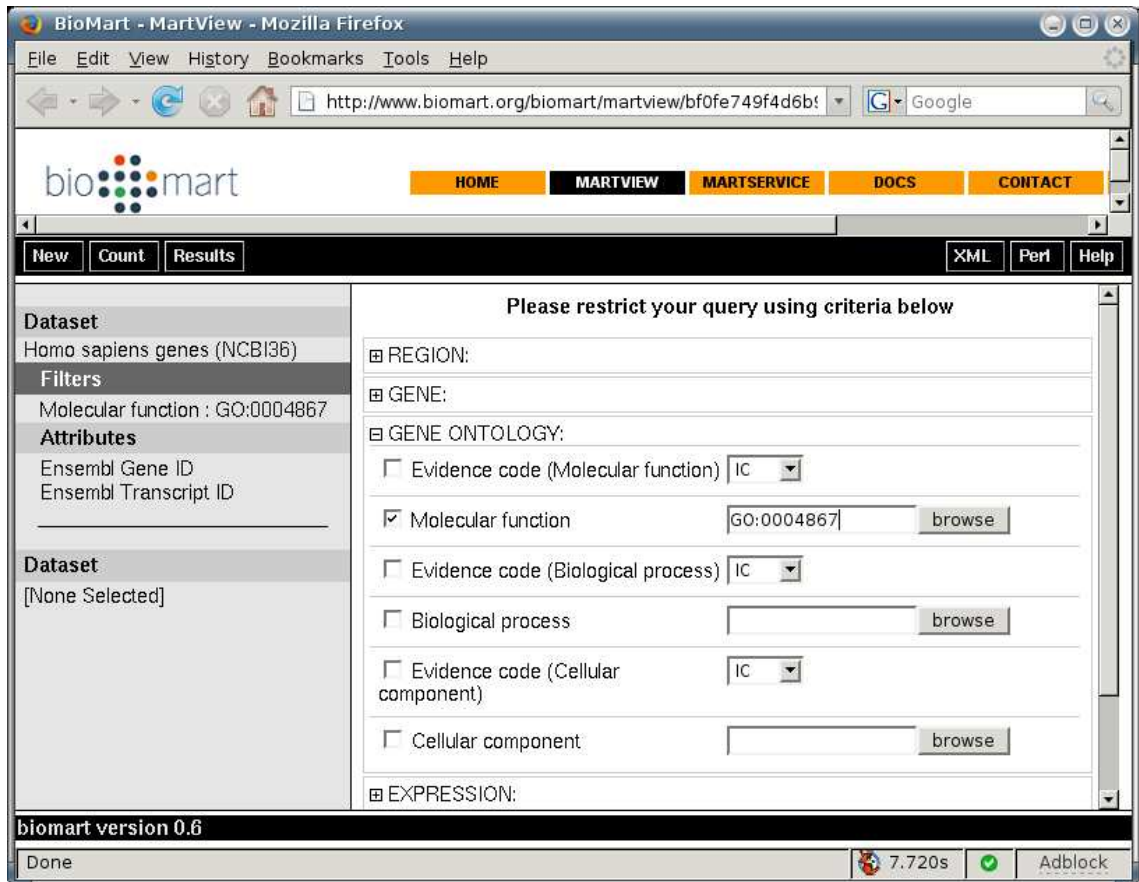 BioMart - MartView - Mozilla Firefox
File Edit View History Bookmarks Tools Help
http://www.biomart.org/biomart/martview/bf0fe749f4d6b9
G Google
bio mart
HOME MARTVIEW MARTSERVICE DOCS CONTACT
New Count Results XML Perl Help
Please restrict your query using criteria below
Dataset
Homo sapiens genes (NCBI36)
Filters
Molecular function : GO:0004867
Attributes
Ensembl Gene ID
Ensembl Transcript ID
Dataset
[None Selected]
REGION:
GENE:
GENE ONTOLOGY:
Evidence code (Molecular function) IC
Molecular function GO:0004867 browse
Evidence code (Biological process) IC
Biological process browse
Evidence code (Cellular
component) IC
Cellular component browse
EXPRESSION:
biomart version 0.6
Done 7.720s Adblock